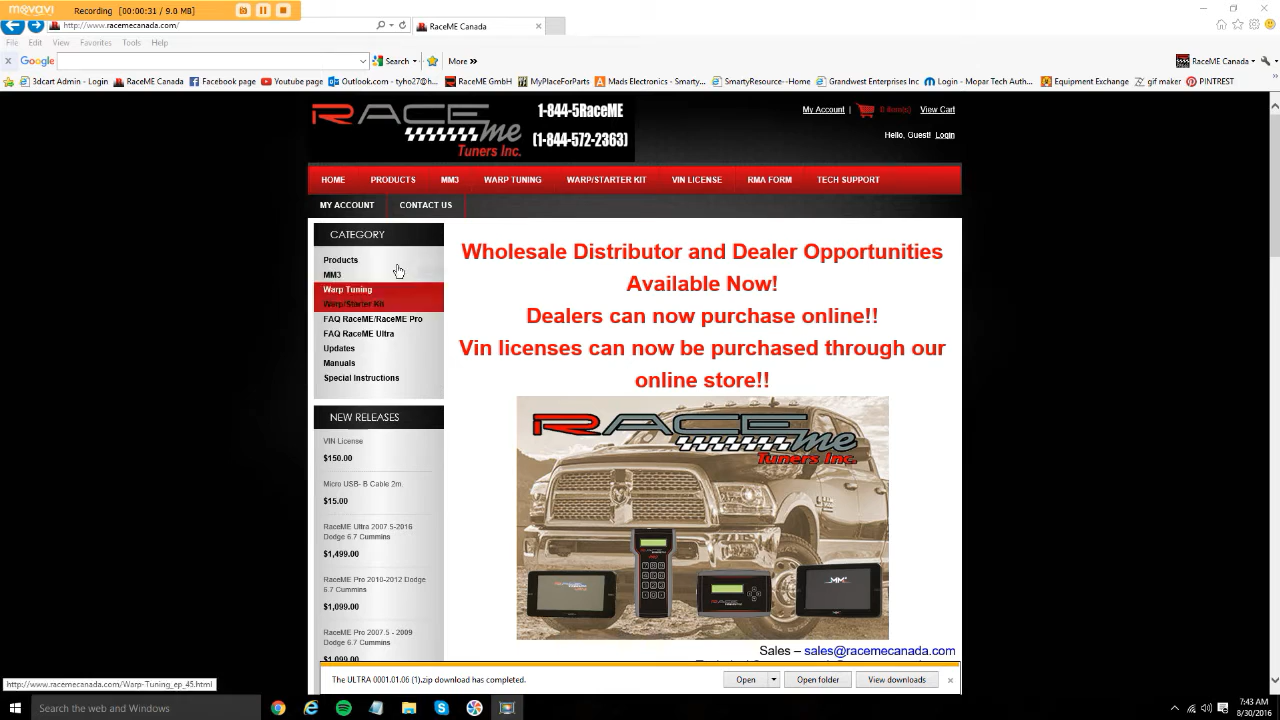 movavi Recording [00:00:31 / 9.0 MB]
http://www.racemecanada.com/
RaceME Canada
File Edit View Favorites Tools Help
x Google Search More »
RaceME Canada
3dcart Admin - Login RaceME Canada Facebook page Youtube page Outlook.com - tyho27@h... RaceME GmbH MyPlaceForParts Mads Electronics - Smarty... SmartyResource--Home Grandwest Enterprises Inc Login - Mopar Tech Aut... Equipment Exchange gif maker PINTREST
RACE me
Tuners Inc.
1-844-5RaceME
(1-844-572-2363)
My Account | 0 item(s) View Cart
Hello, Guest! Login
HOME PRODUCTS MM3 WARP TUNING WARP/STARTER KIT VIN LICENSE RMA FORM TECH SUPPORT
MY ACCOUNT CONTACT US
CATEGORY
Products
MM3
Warp Tuning
Warp/Starter Kit
FAQ RaceME/RaceME Pro
FAQ RaceME Ultra
Updates
Manuals
Special Instructions
NEW RELEASES
VIN License
$150.00
Micro USB- B Cable 2m
$15.00
RaceME Ultra 2007.5-2016
Dodge 6.7 Cummins
$1,499.00
RaceME Pro 2010-2012 Dodge
6.7 Cummins
$1,099.00
RaceME Pro 2007.5 - 2009
Dodge 6.7 Cummins
$1,099.00
Wholesale Distributor and Dealer Opportunities
Available Now!
Dealers can now purchase online!!
Vin licenses can now be purchased through our
online store!!
RACE me
Tuners Inc.
MM³
Sales – sales@racemecanada.com
The ULTRA 0001.01.06 (1).zip download has completed.
Open Open folder View downloads
http://www.racemecanada.com/Warp-Tuning_ep_45.html
Search the web and Windows
7:43 AM
8/30/2016